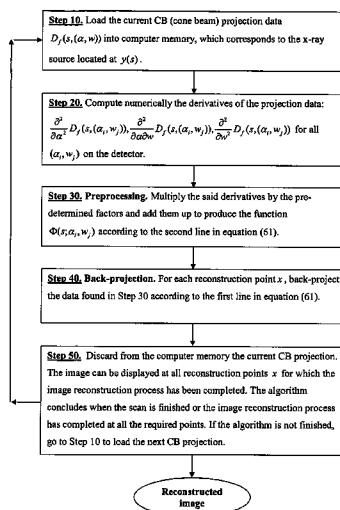 Step 10. Load the current CB (cone beam) projection data
D_f(s,(α,w)) into computer memory, which corresponds to the x-ray
source located at y(s).
Step 20. Compute numerically the derivatives of the projection data:
∂²/∂α² D_f(s,(α_i,w_j)), ∂²/∂α∂w D_f(s,(α_i,w_j)), ∂²/∂w² D_f(s,(α_i,w_j)) for all
(α_i,w_j) on the detector.
Step 30. Preprocessing. Multiply the said derivatives by the pre-
determined factors and add them up to produce the function
Φ(s;α_i,w_j) according to the second line in equation (61).
Step 40. Back-projection. For each reconstruction point x, back-project
the data found in Step 30 according to the first line in equation (61).
Step 50. Discard from the computer memory the current CB projection.
The image can be displayed at all reconstruction points x for which the
image reconstruction process has been completed. The algorithm
concludes when the scan is finished or the image reconstruction process
has completed at all the required points. If the algorithm is not finished,
go to Step 10 to load the next CB projection.
Reconstructed
image